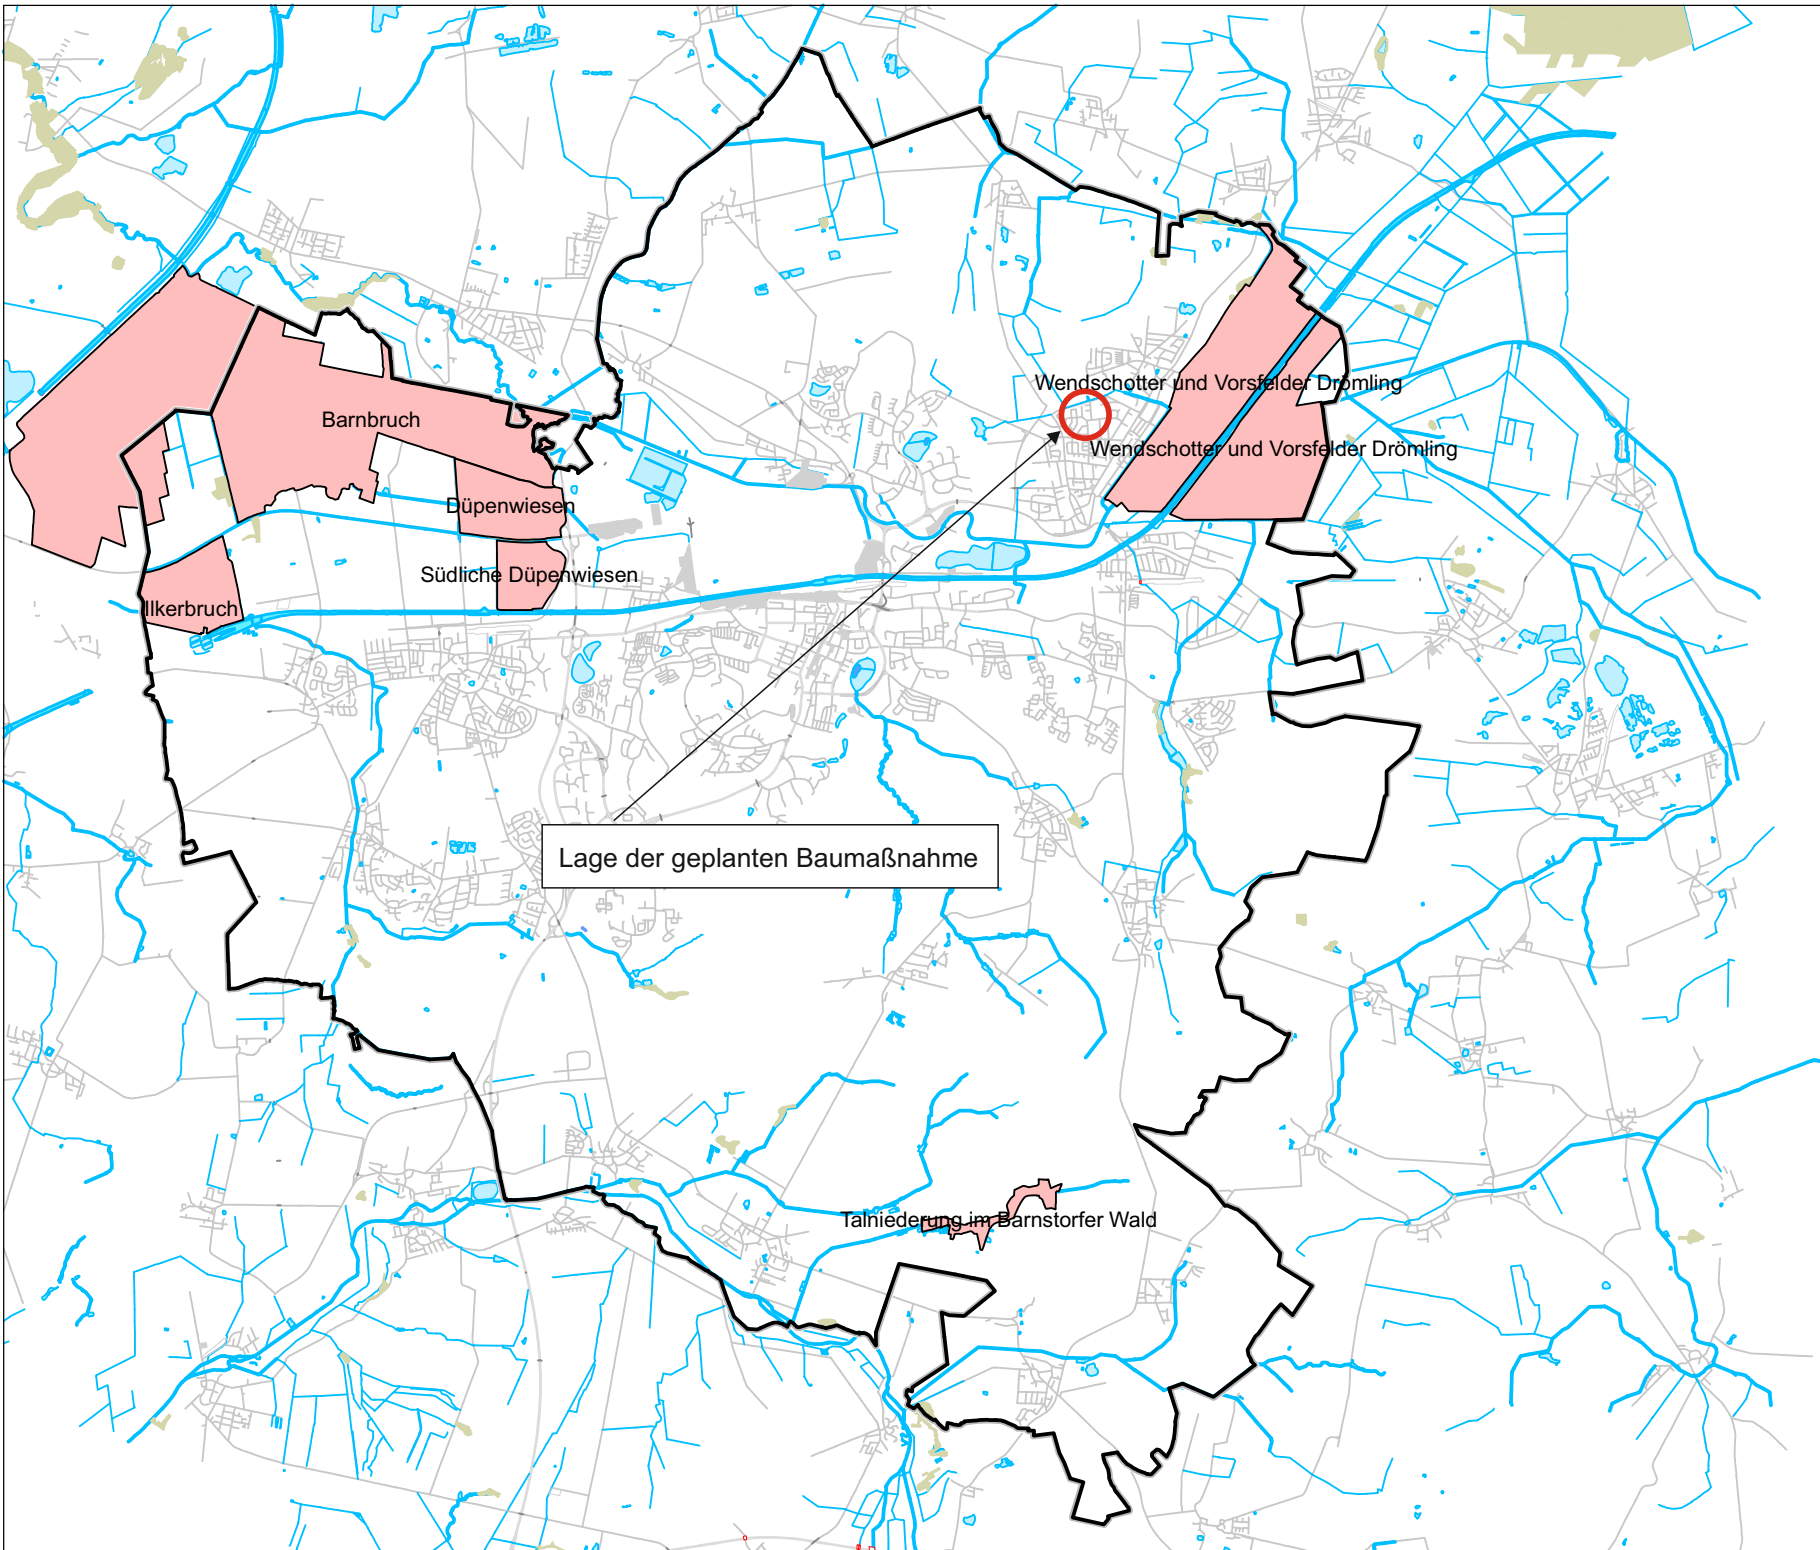 Wendschotter und Vorsfelder Drömling
Barnbruch
Wendschotter und Vorsfelder Drömling
Düpenwiesen
Südliche Düpenwiesen
Ilkerbruch
Lage der geplanten Baumaßnahme
Talniederung im Barnstorfer Wald